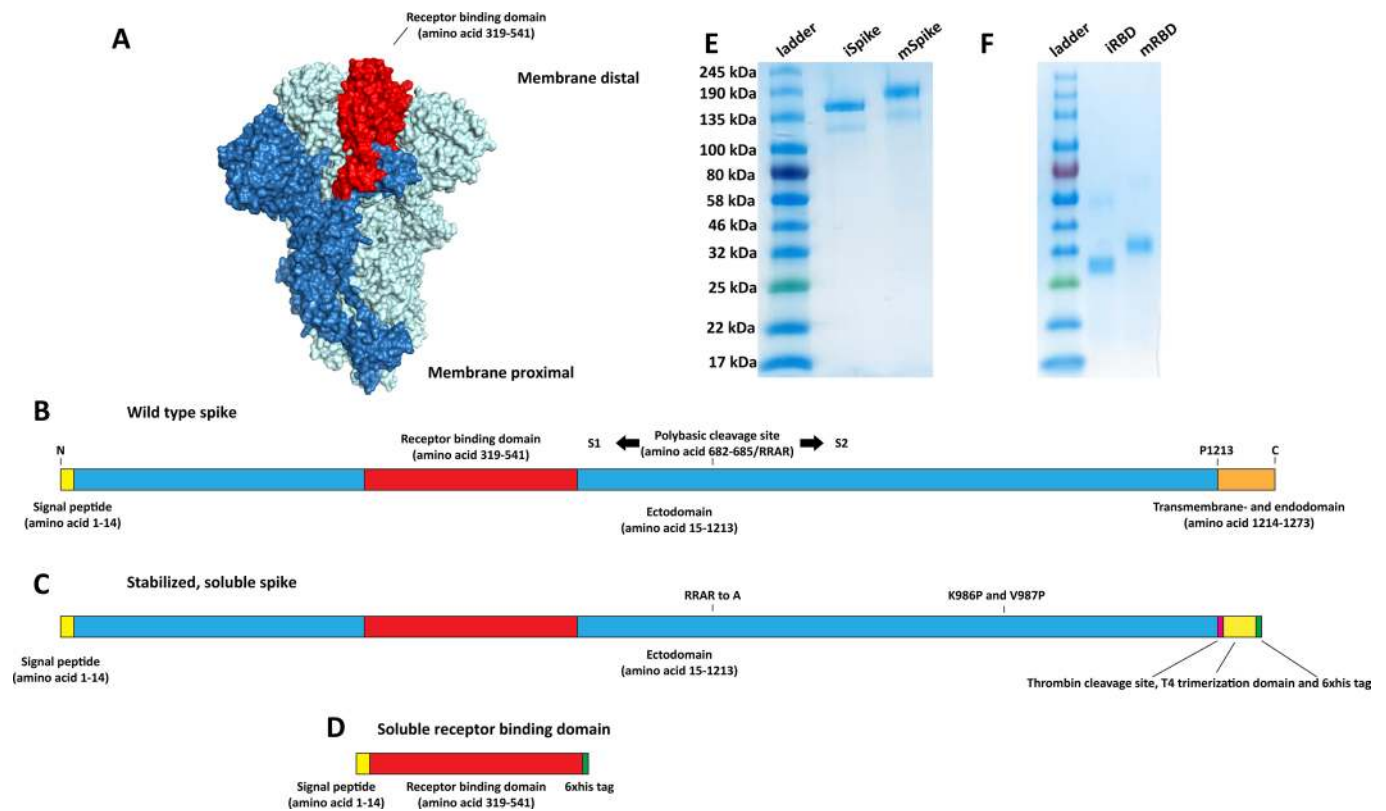 A
Receptor binding domain
(amino acid 319-541)
Membrane distal
Membrane proximal
E
ladder
iSpike
mSpike
245 kDa
190 kDa
135 kDa
100 kDa
80 kDa
58 kDa
46 kDa
32 kDa
25 kDa
22 kDa
17 kDa
F
ladder
iRBD
mRBD
B
Wild type spike
N
Receptor binding domain
(amino acid 319-541)
S1
Polybasic cleavage site
(amino acid 682-685/RRAR)
S2
P1213
C
Signal peptide
(amino acid 1-14)
Ectodomain
(amino acid 15-1213)
Transmembrane- and endodomain
(amino acid 1214-1273)
C
Stabilized, soluble spike
RRAR to A
K986P and V987P
Signal peptide
(amino acid 1-14)
Ectodomain
(amino acid 15-1213)
Thrombin cleavage site, T4 trimerization domain and 6xhis tag
D
Soluble receptor binding domain
Signal peptide
(amino acid 1-14)
Receptor binding domain
(amino acid 319-541)
6xhis tag